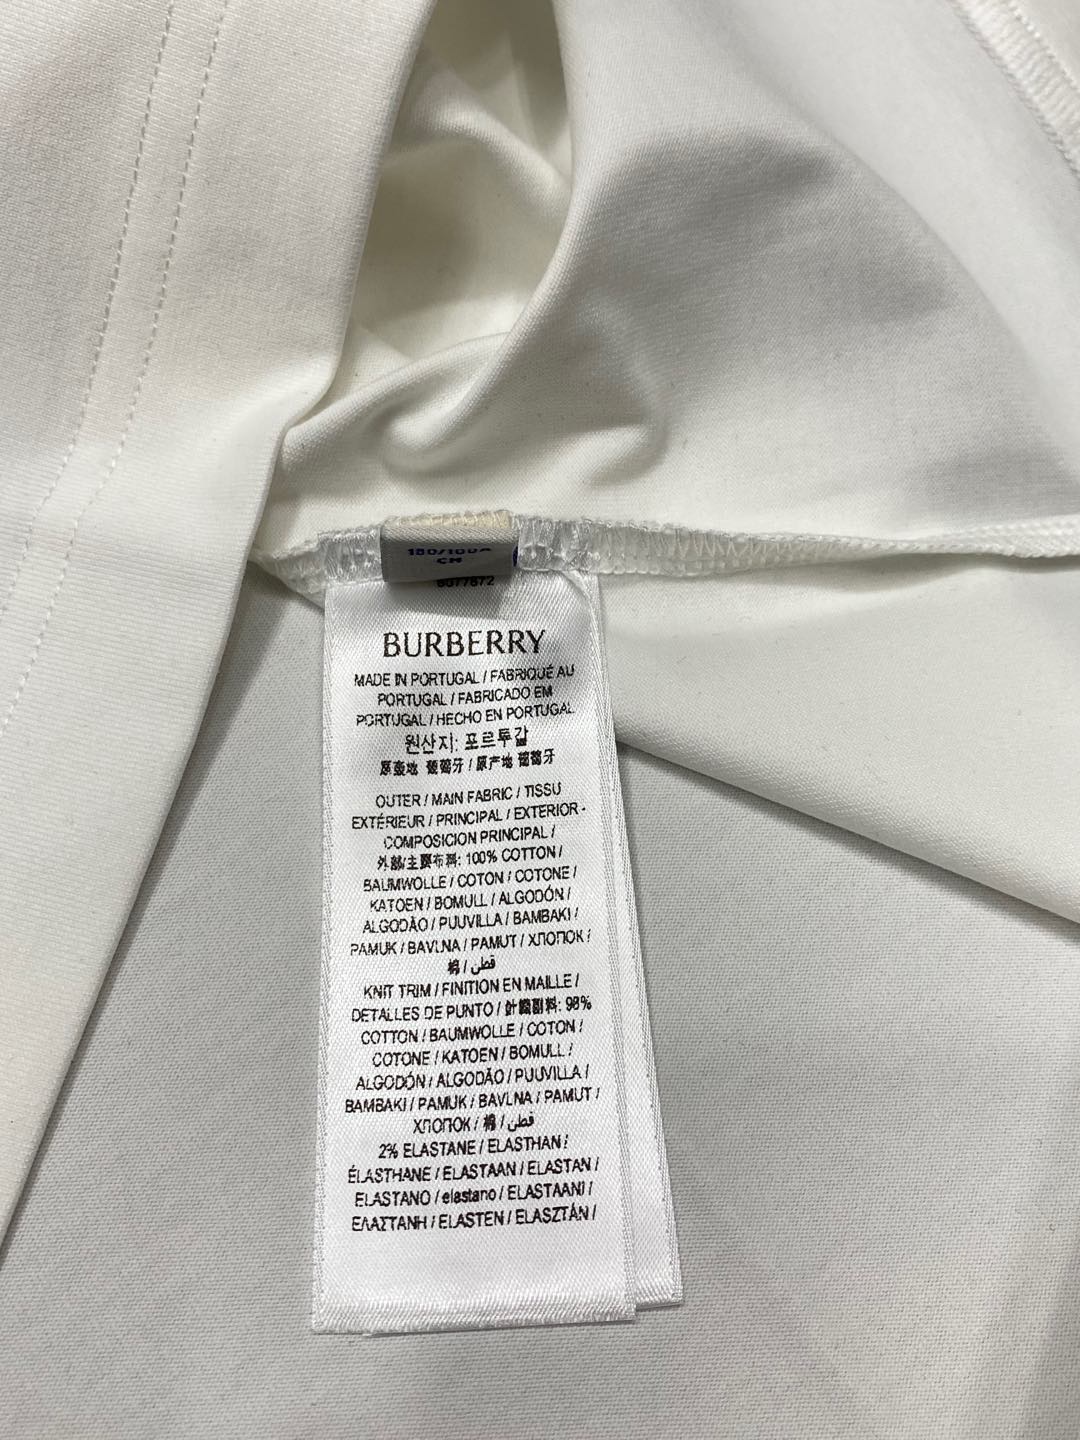 180/100A
CM
8077872
BURBERRY
MADE IN PORTUGAL / FABRIQUÉ AU
PORTUGAL / FABRICADO EM
PORTUGAL / HECHO EN PORTUGAL
원산지: 포르투갈
原產地 葡萄牙 / 原产地 葡萄牙
OUTER / MAIN FABRIC / TISSU
EXTÉRIEUR / PRINCIPAL / EXTERIOR -
COMPOSICION PRINCIPAL /
外部/主要布料: 100% COTTON /
BAUMWOLLE / COTON / COTONE /
KATOEN / BOMULL / ALGODÓN /
ALGODÃO / PUUVILLA / BAMBAKI /
PAMUK / BAVLNA / PAMUT / ХЛОПОК /
棉 / قطن
KNIT TRIM / FINITION EN MAILLE /
DETALLES DE PUNTO / 針織副料: 98%
COTTON / BAUMWOLLE / COTON /
COTONE / KATOEN / BOMULL /
ALGODÓN / ALGODÃO / PUUVILLA /
BAMBAKI / PAMUK / BAVLNA / PAMUT /
ХЛОПОК / 棉 / قطن
2% ELASTANE / ELASTHAN /
ÉLASTHANE / ELASTAAN / ELASTAN /
ELASTANO / elastano / ELASTAANI /
ΕΛΑΣΤΑΝΗ / ELASTEN / ELASZTÁN /